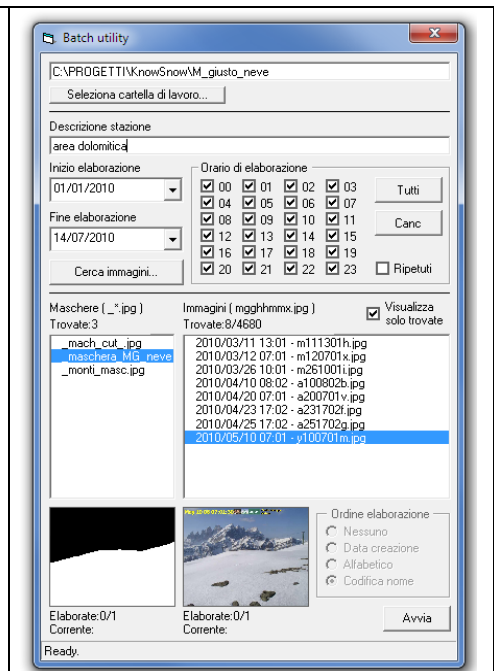 Batch utility
C:\PROGETTI\KnowSnow\M_giusto_neve
Seleziona cartella di lavoro...
Descrizione stazione
area dolomitica
Inizio elaborazione
01/01/2010
Fine elaborazione
14/07/2010
Cerca immagini...
Orario di elaborazione
00 01 02 03
04 05 06 07
08 09 10 11
12 13 14 15
16 17 18 19
20 21 22 23
Tutti
Canc
Ripetuti
Maschere ( _*.jpg )
Trovate:3
_mach_cut_.jpg
_maschera_MG_neve
_monti_masc.jpg
Immagini ( mgghhmmx.jpg )
Trovate:8/4680
Visualizza
solo trovate
2010/03/11 13:01 - m111301h.jpg
2010/03/12 07:01 - m120701x.jpg
2010/03/26 10:01 - m261001i.jpg
2010/04/10 08:02 - a100802b.jpg
2010/04/20 07:01 - a200701v.jpg
2010/04/23 17:02 - a231702f.jpg
2010/04/25 17:02 - a251702g.jpg
2010/05/10 07:01 - y100701m.jpg
Elaborate:0/1
Corrente:
Elaborate:0/1
Corrente:
Ordine elaborazione
Nessuno
Data creazione
Alfabetico
Codifica nome
Avvia
Ready.